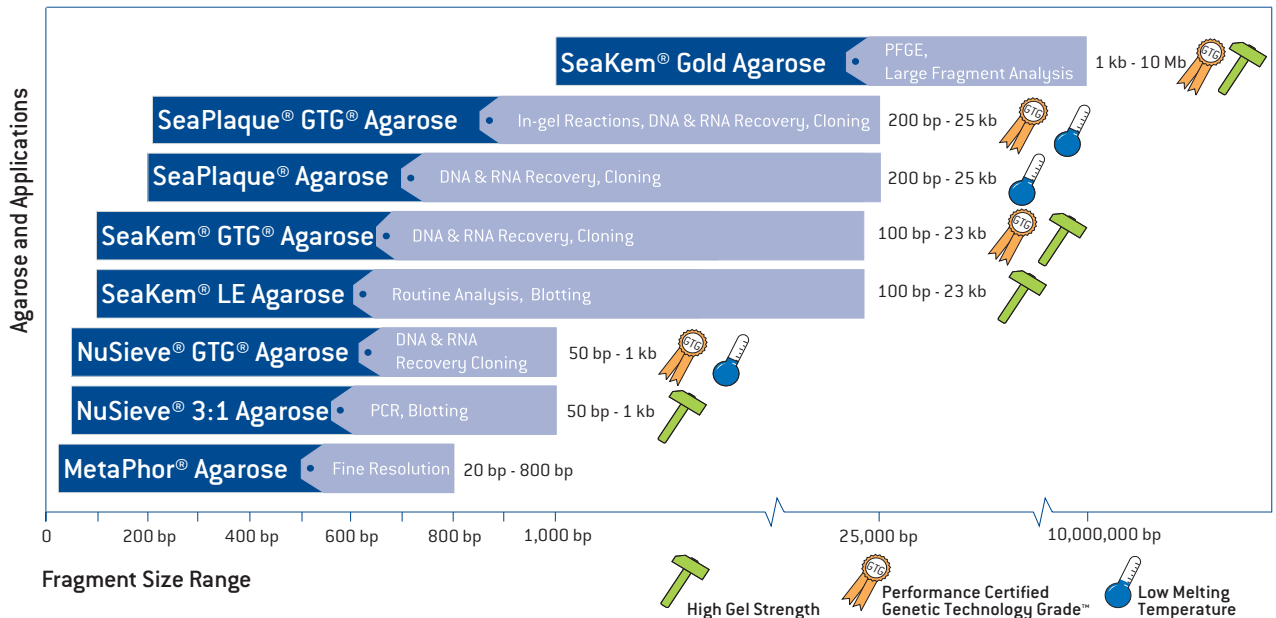 Agarose and Applications
SeaKem® Gold Agarose
PFGE,
Large Fragment Analysis
1 kb - 10 Mb
GTG
SeaPlaque® GTG® Agarose
In-gel Reactions, DNA & RNA Recovery, Cloning
200 bp - 25 kb
GTG
SeaPlaque® Agarose
DNA & RNA Recovery, Cloning
200 bp - 25 kb
SeaKem® GTG® Agarose
DNA & RNA Recovery, Cloning
100 bp - 23 kb
GTG
SeaKem® LE Agarose
Routine Analysis, Blotting
100 bp - 23 kb
NuSieve® GTG® Agarose
DNA & RNA
Recovery Cloning
50 bp - 1 kb
GTG
NuSieve® 3:1 Agarose
PCR, Blotting
50 bp - 1 kb
MetaPhor® Agarose
Fine Resolution
20 bp - 800 bp
0 200 bp 400 bp 600 bp 800 bp 1,000 bp 25,000 bp 10,000,000 bp
Fragment Size Range
High Gel Strength
GTG
Performance Certified
Genetic Technology Grade™
Low Melting
Temperature